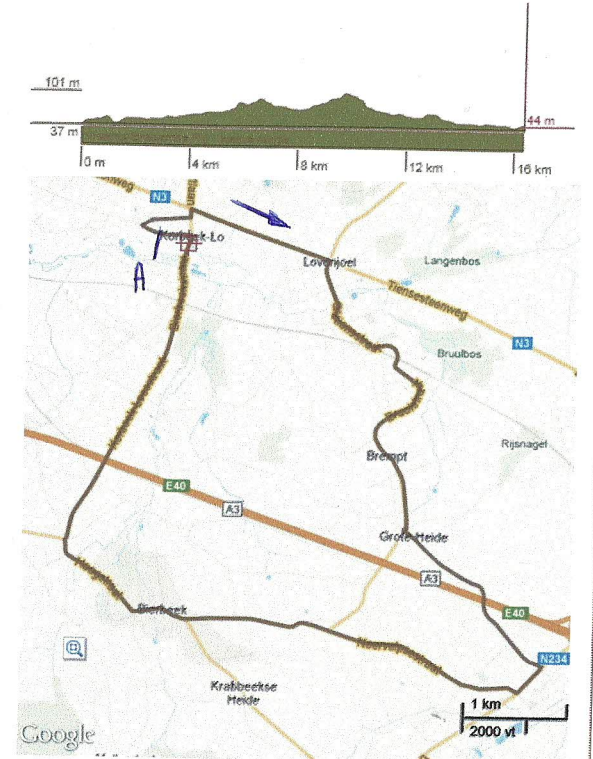 101 m
37 m
44 m
0 m
4 km
8 km
12 km
16 km
N3
A
Korbeek-Lo
Lovenjoel
Langenbos
Tiensesteenweg
N3
Bruulbos
Rijsnagel
Brempt
E40
A3
Grote Heide
A3
E40
Bierbeek
N234
Krabbeekse
Heide
1 km
2000 vt
Google